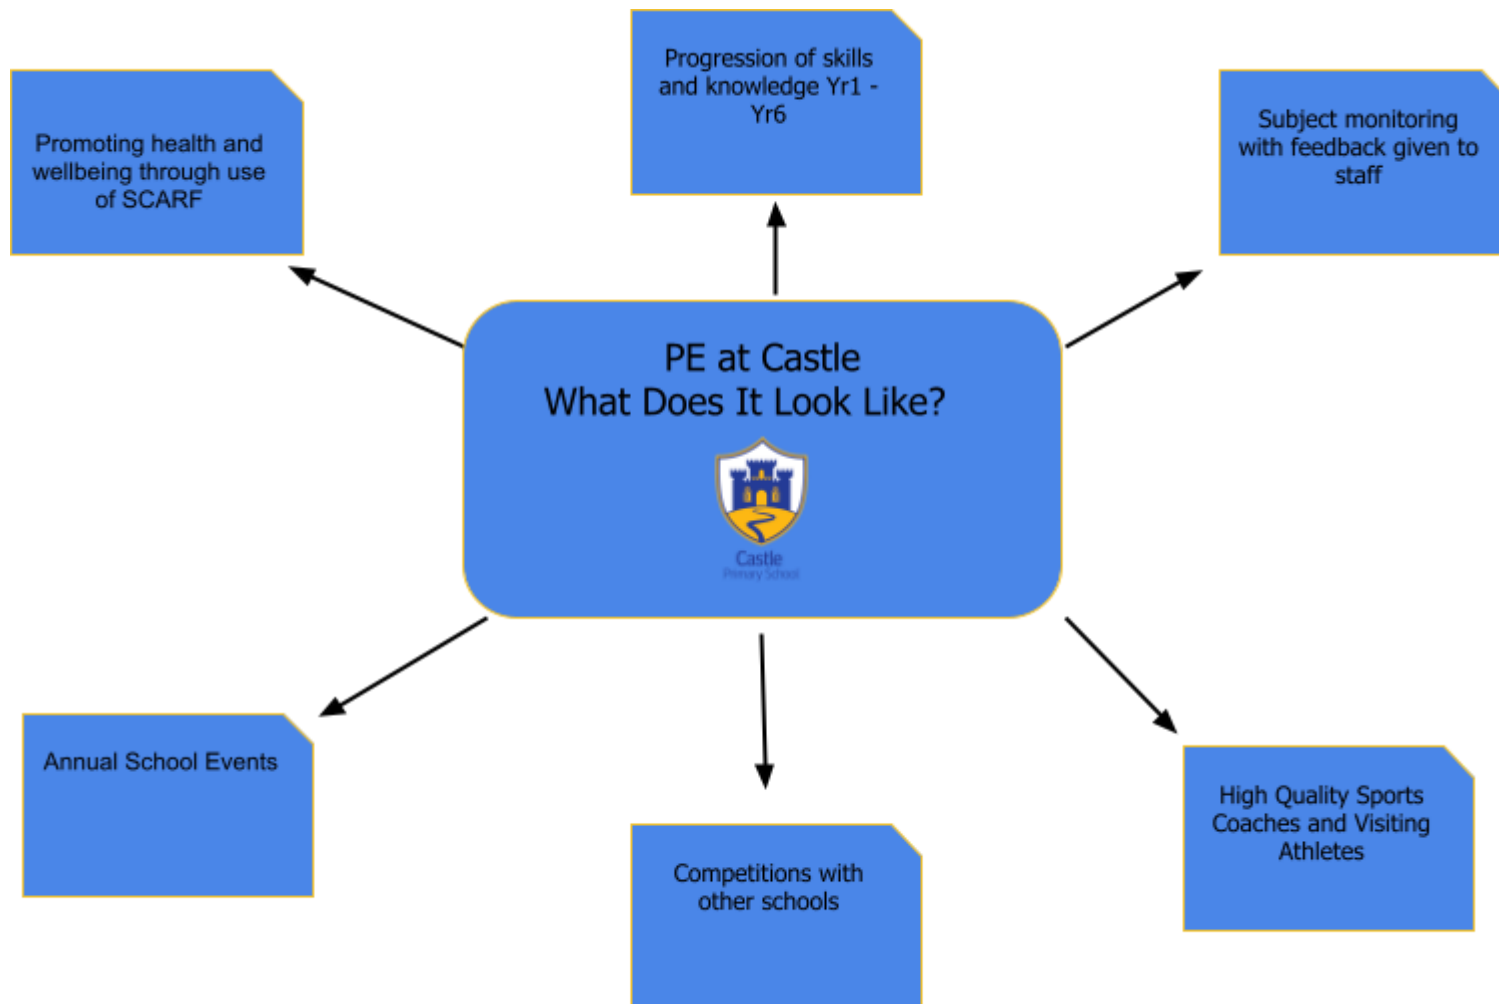 Progression of skills
and knowledge Yr1 -
Yr6
Promoting health and
wellbeing through use
of SCARF
Subject monitoring
with feedback given to
staff
PE at Castle
What Does It Look Like?
Castle
Primary School
Annual School Events
High Quality Sports
Coaches and Visiting
Athletes
Competitions with
other schools